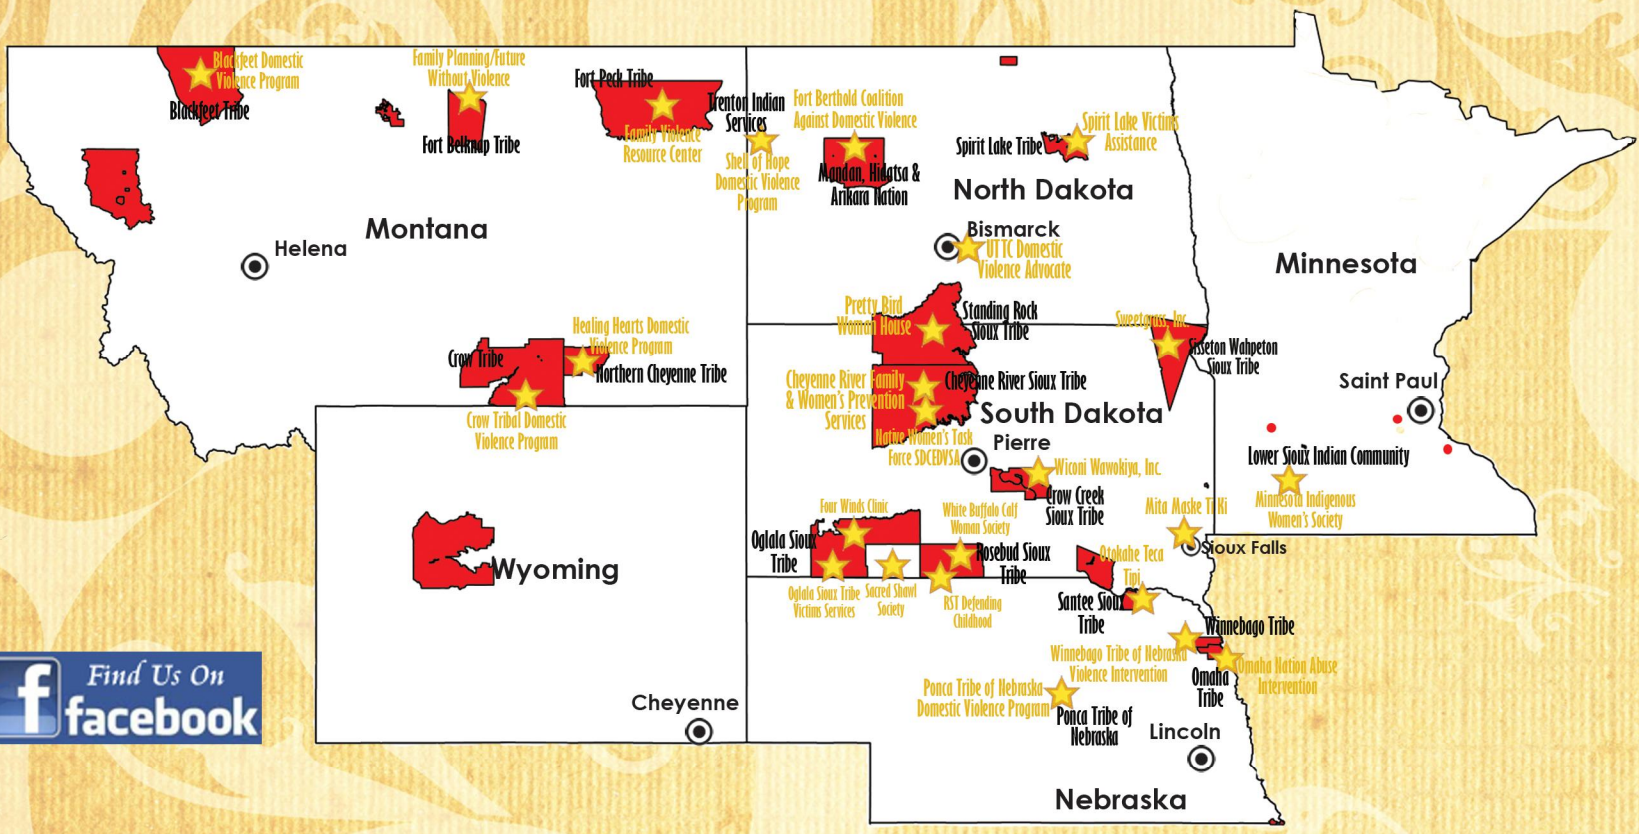 Blackfeet Domestic
Violence Program
Blackfeet Tribe
Family Planning/Future
Without Violence
Fort Belknap Tribe
Fort Peck Tribe
Family Violence
Resource Center
Trenton Indian
Services
Shell of Hope
Domestic Violence
Program
Fort Berthold Coalition
Against Domestic Violence
Mandan, Hidatsa &
Arikara Nation
Spirit Lake Tribe
Spirit Lake Victims
Assistance
North Dakota
Montana
Helena
Bismarck
UTTC Domestic
Violence Advocate
Minnesota
Pretty Bird
Woman House
Standing Rock
Sioux Tribe
Sweetgrass, Inc.
Sisseton Wahpeton
Sioux Tribe
Healing Hearts Domestic
Violence Program
Crow Tribe
Northern Cheyenne Tribe
Crow Tribal Domestic
Violence Program
Cheyenne River Family
& Women's Prevention
Services
Cheyenne River Sioux Tribe
South Dakota
Native Women's Task
Force SDCEDVSA
Pierre
Saint Paul
Lower Sioux Indian Community
Minnesota Indigenous
Women's Society
Wiconi Wawokiya, Inc.
Crow Creek
Sioux Tribe
Mita Maske Ti Ki
Sioux Falls
Four Winds Clinic
White Buffalo Calf
Woman Society
Oglala Sioux
Tribe
Rosebud Sioux
Tribe
Oglala Sioux Tribe
Victims Services
Sacred Shawl
Society
RST Defending
Childhood
Otokahe Teca
Tipi
Santee Sioux
Tribe
Wyoming
Winnebago Tribe
Winnebago Tribe of Nebraska
Violence Intervention
Omaha Nation Abuse
Intervention
Omaha
Tribe
Ponca Tribe of Nebraska
Domestic Violence Program
Ponca Tribe of
Nebraska
Cheyenne
Lincoln
Nebraska
Find Us On
f
facebook